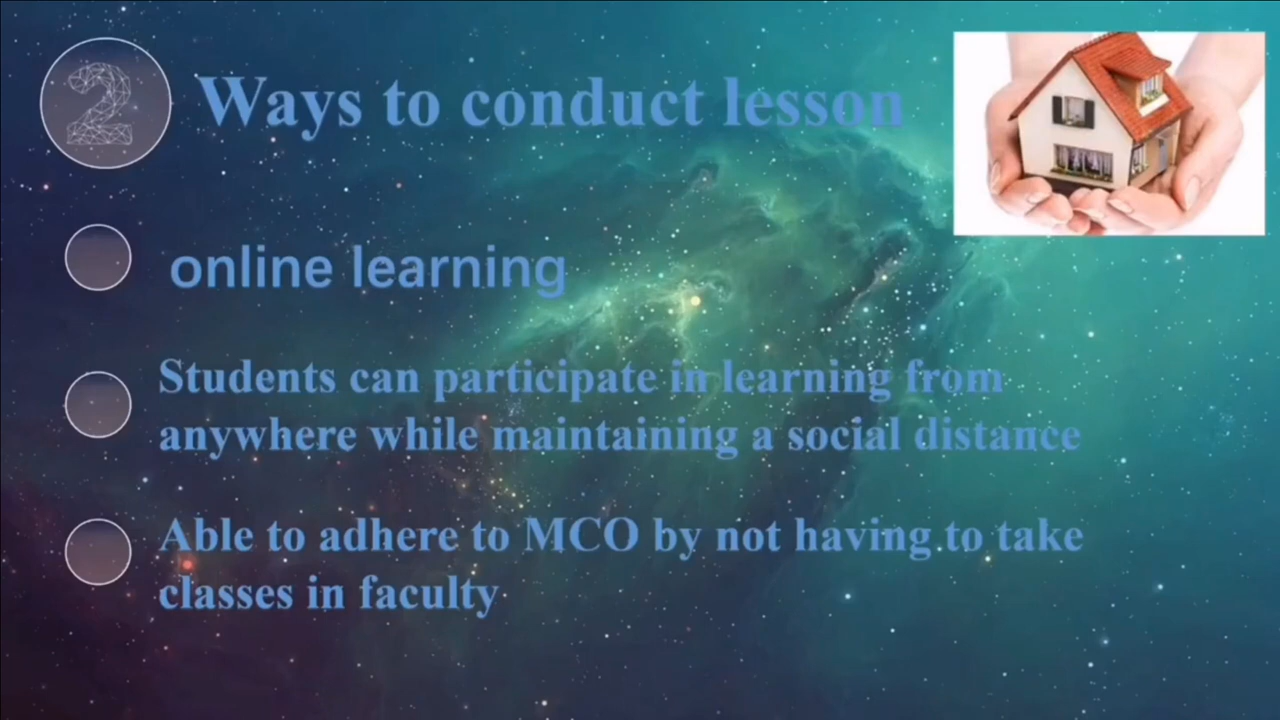 2 Ways to conduct lesson
online learning
Students can participate in learning from
anywhere while maintaining a social distance
Able to adhere to MCO by not having to take
classes in faculty